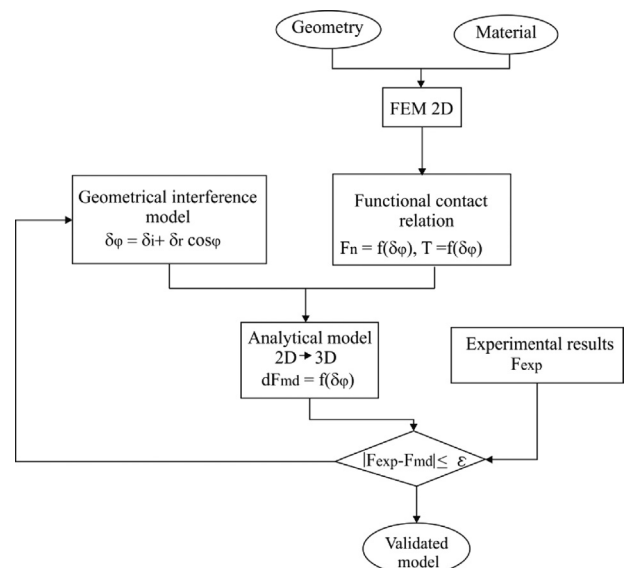 Geometry
Material
FEM 2D
Geometrical interference
model
δφ = δi+ δr cosφ
Functional contact
relation
Fn = f(δφ), T =f(δφ)
Analytical model
2D→3D
dFmd = f(δφ)
Experimental results
Fexp
|Fexp-Fmd|≤ ε
Validated
model